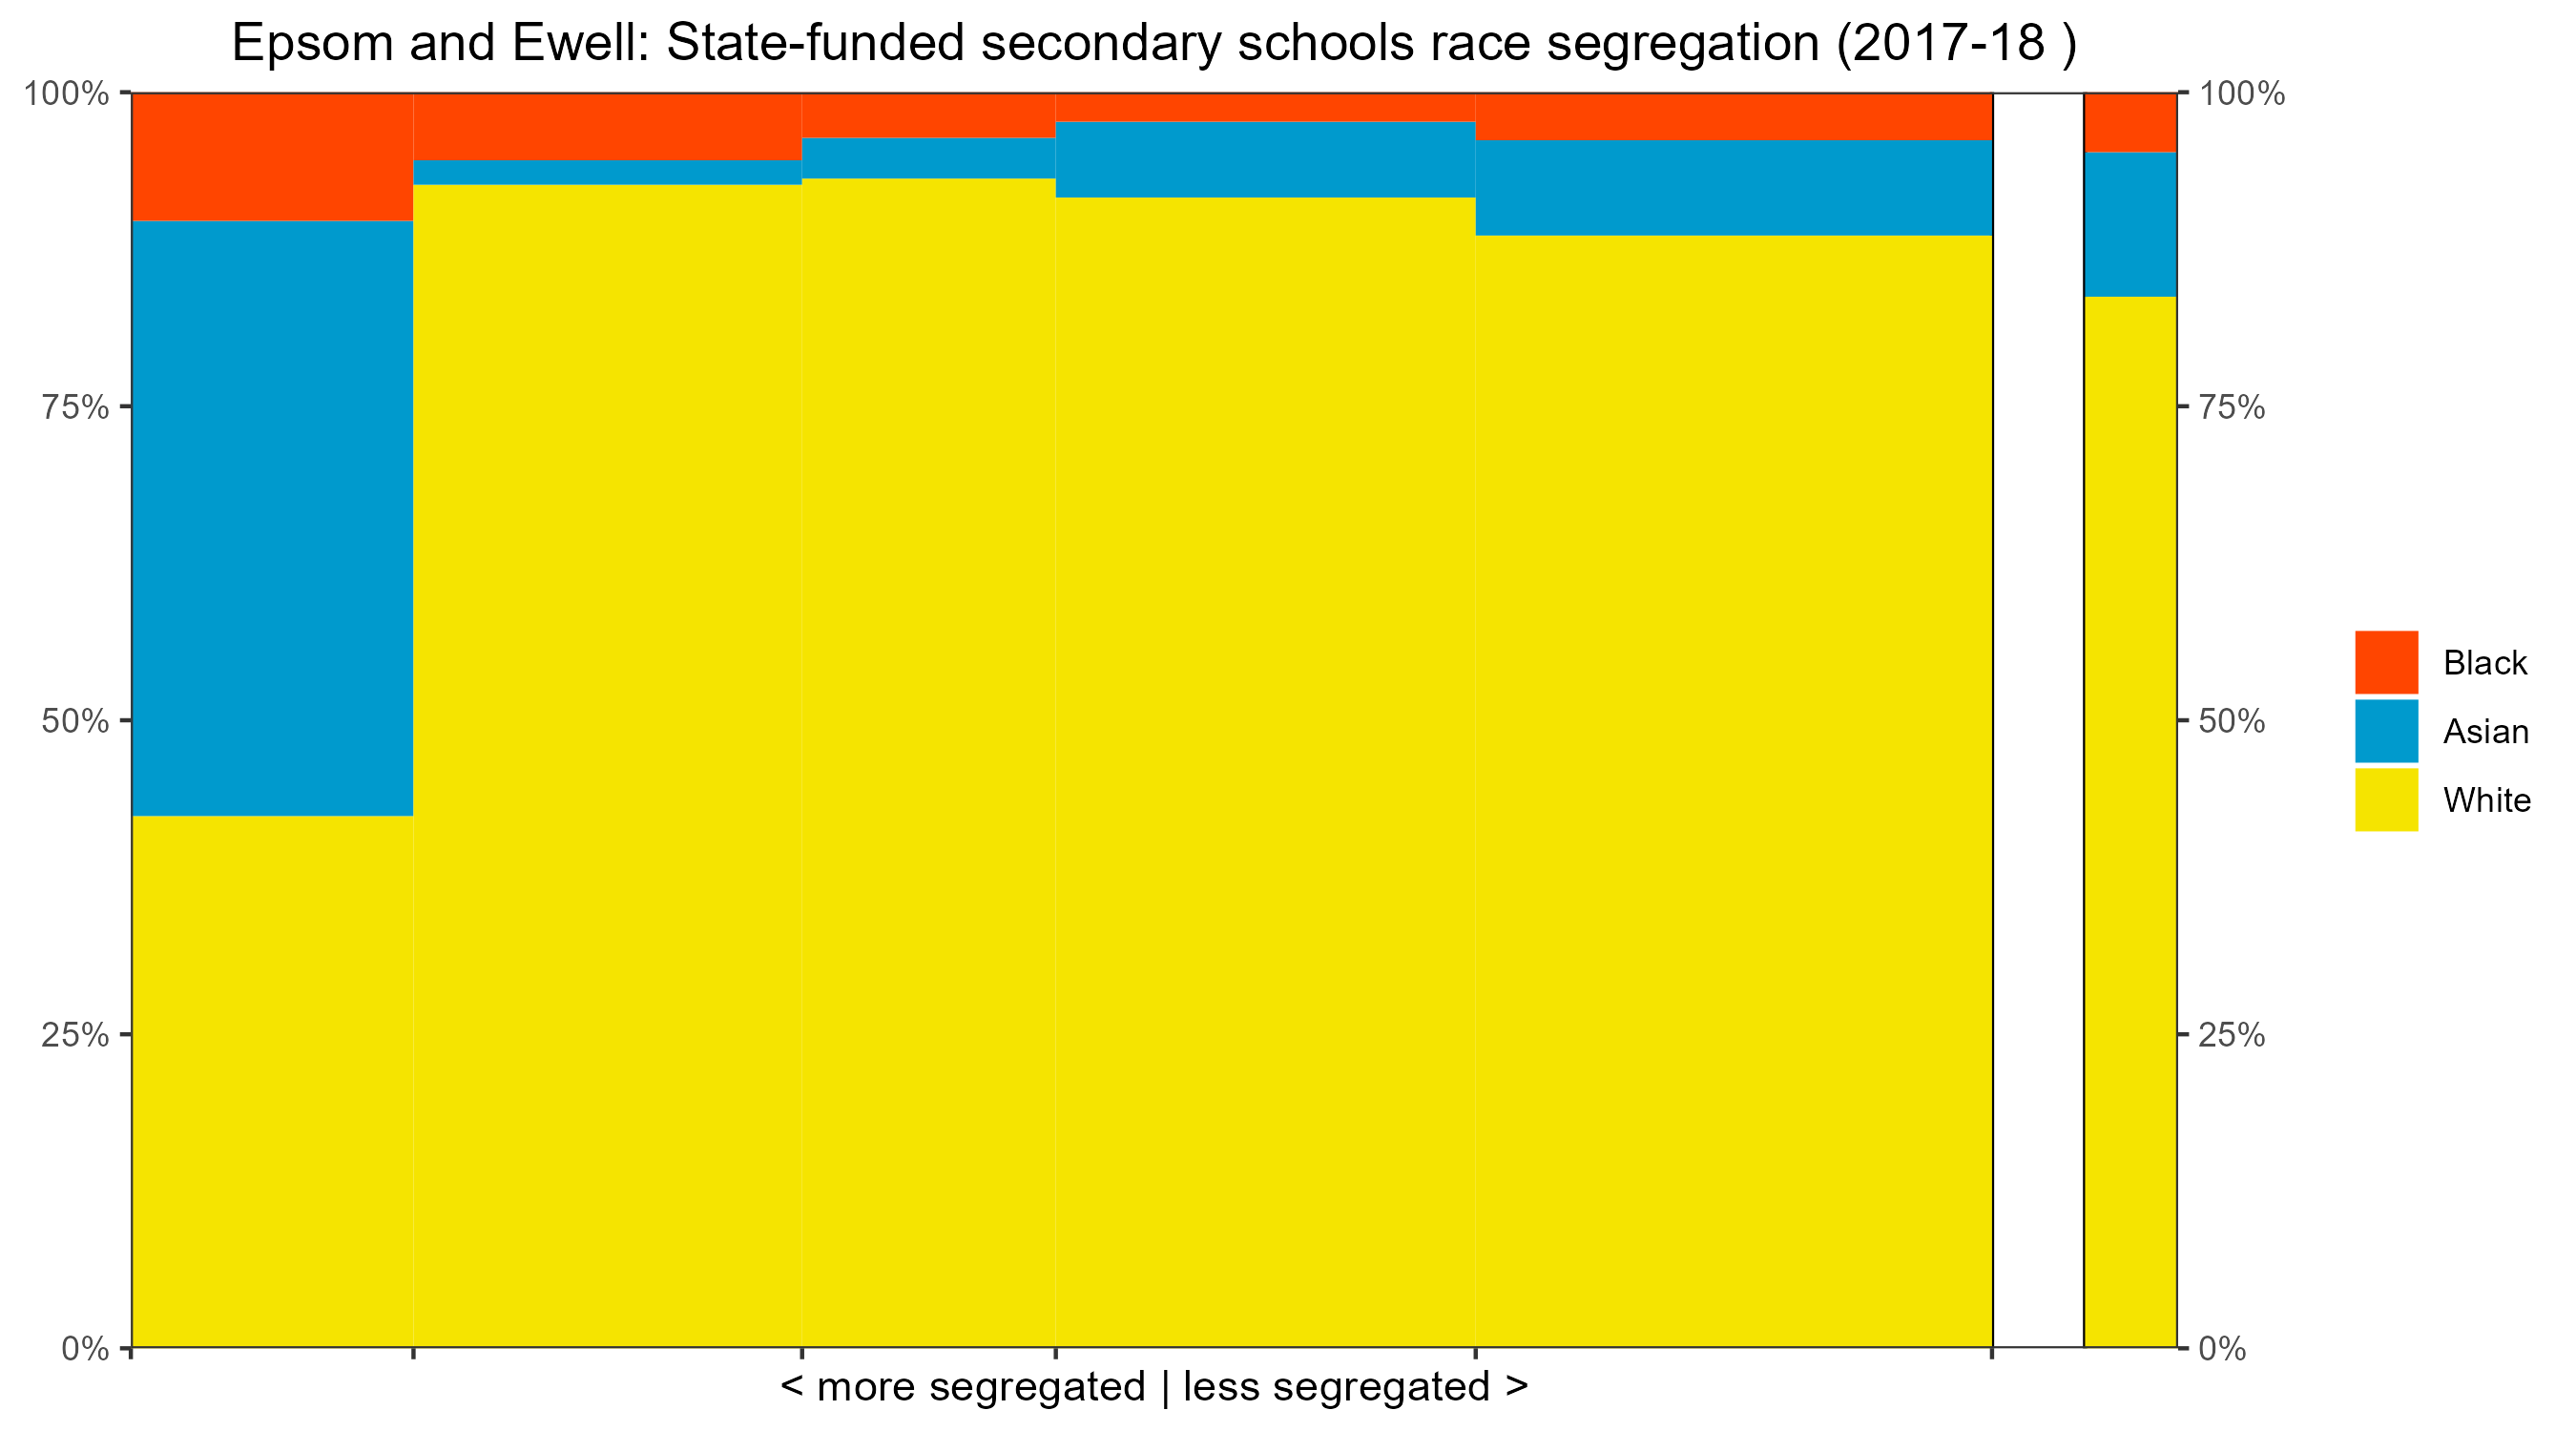 Epsom and Ewell: State-funded secondary schools race segregation (2017-18 )
100%
75%
50%
25%
0%
100%
75%
50%
25%
0%
Black
Asian
White
< more segregated | less segregated >